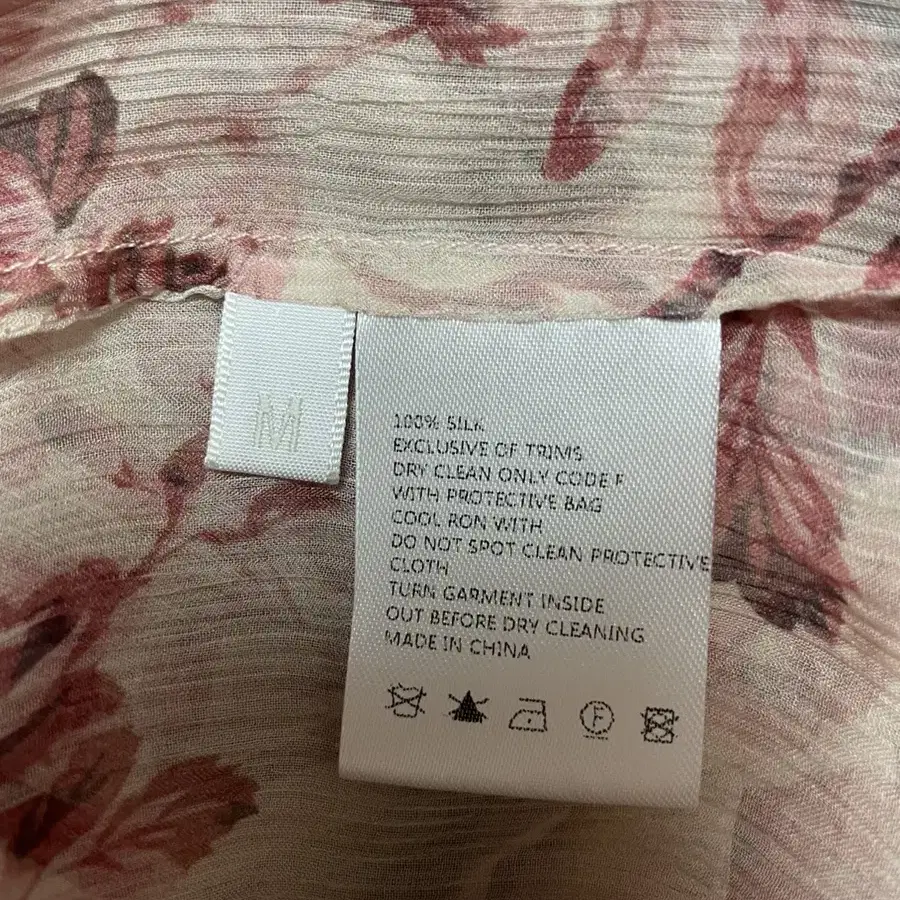 M
100% SILK
EXCLUSIVE OF TRIMS
DRY CLEAN ONLY CODE F
WITH PROTECTIVE BAG
COOL RON WITH
DO NOT SPOT CLEAN PROTECTIVE
CLOTH
TURN GARMENT INSIDE
OUT BEFORE DRY CLEANING
MADE IN CHINA
F